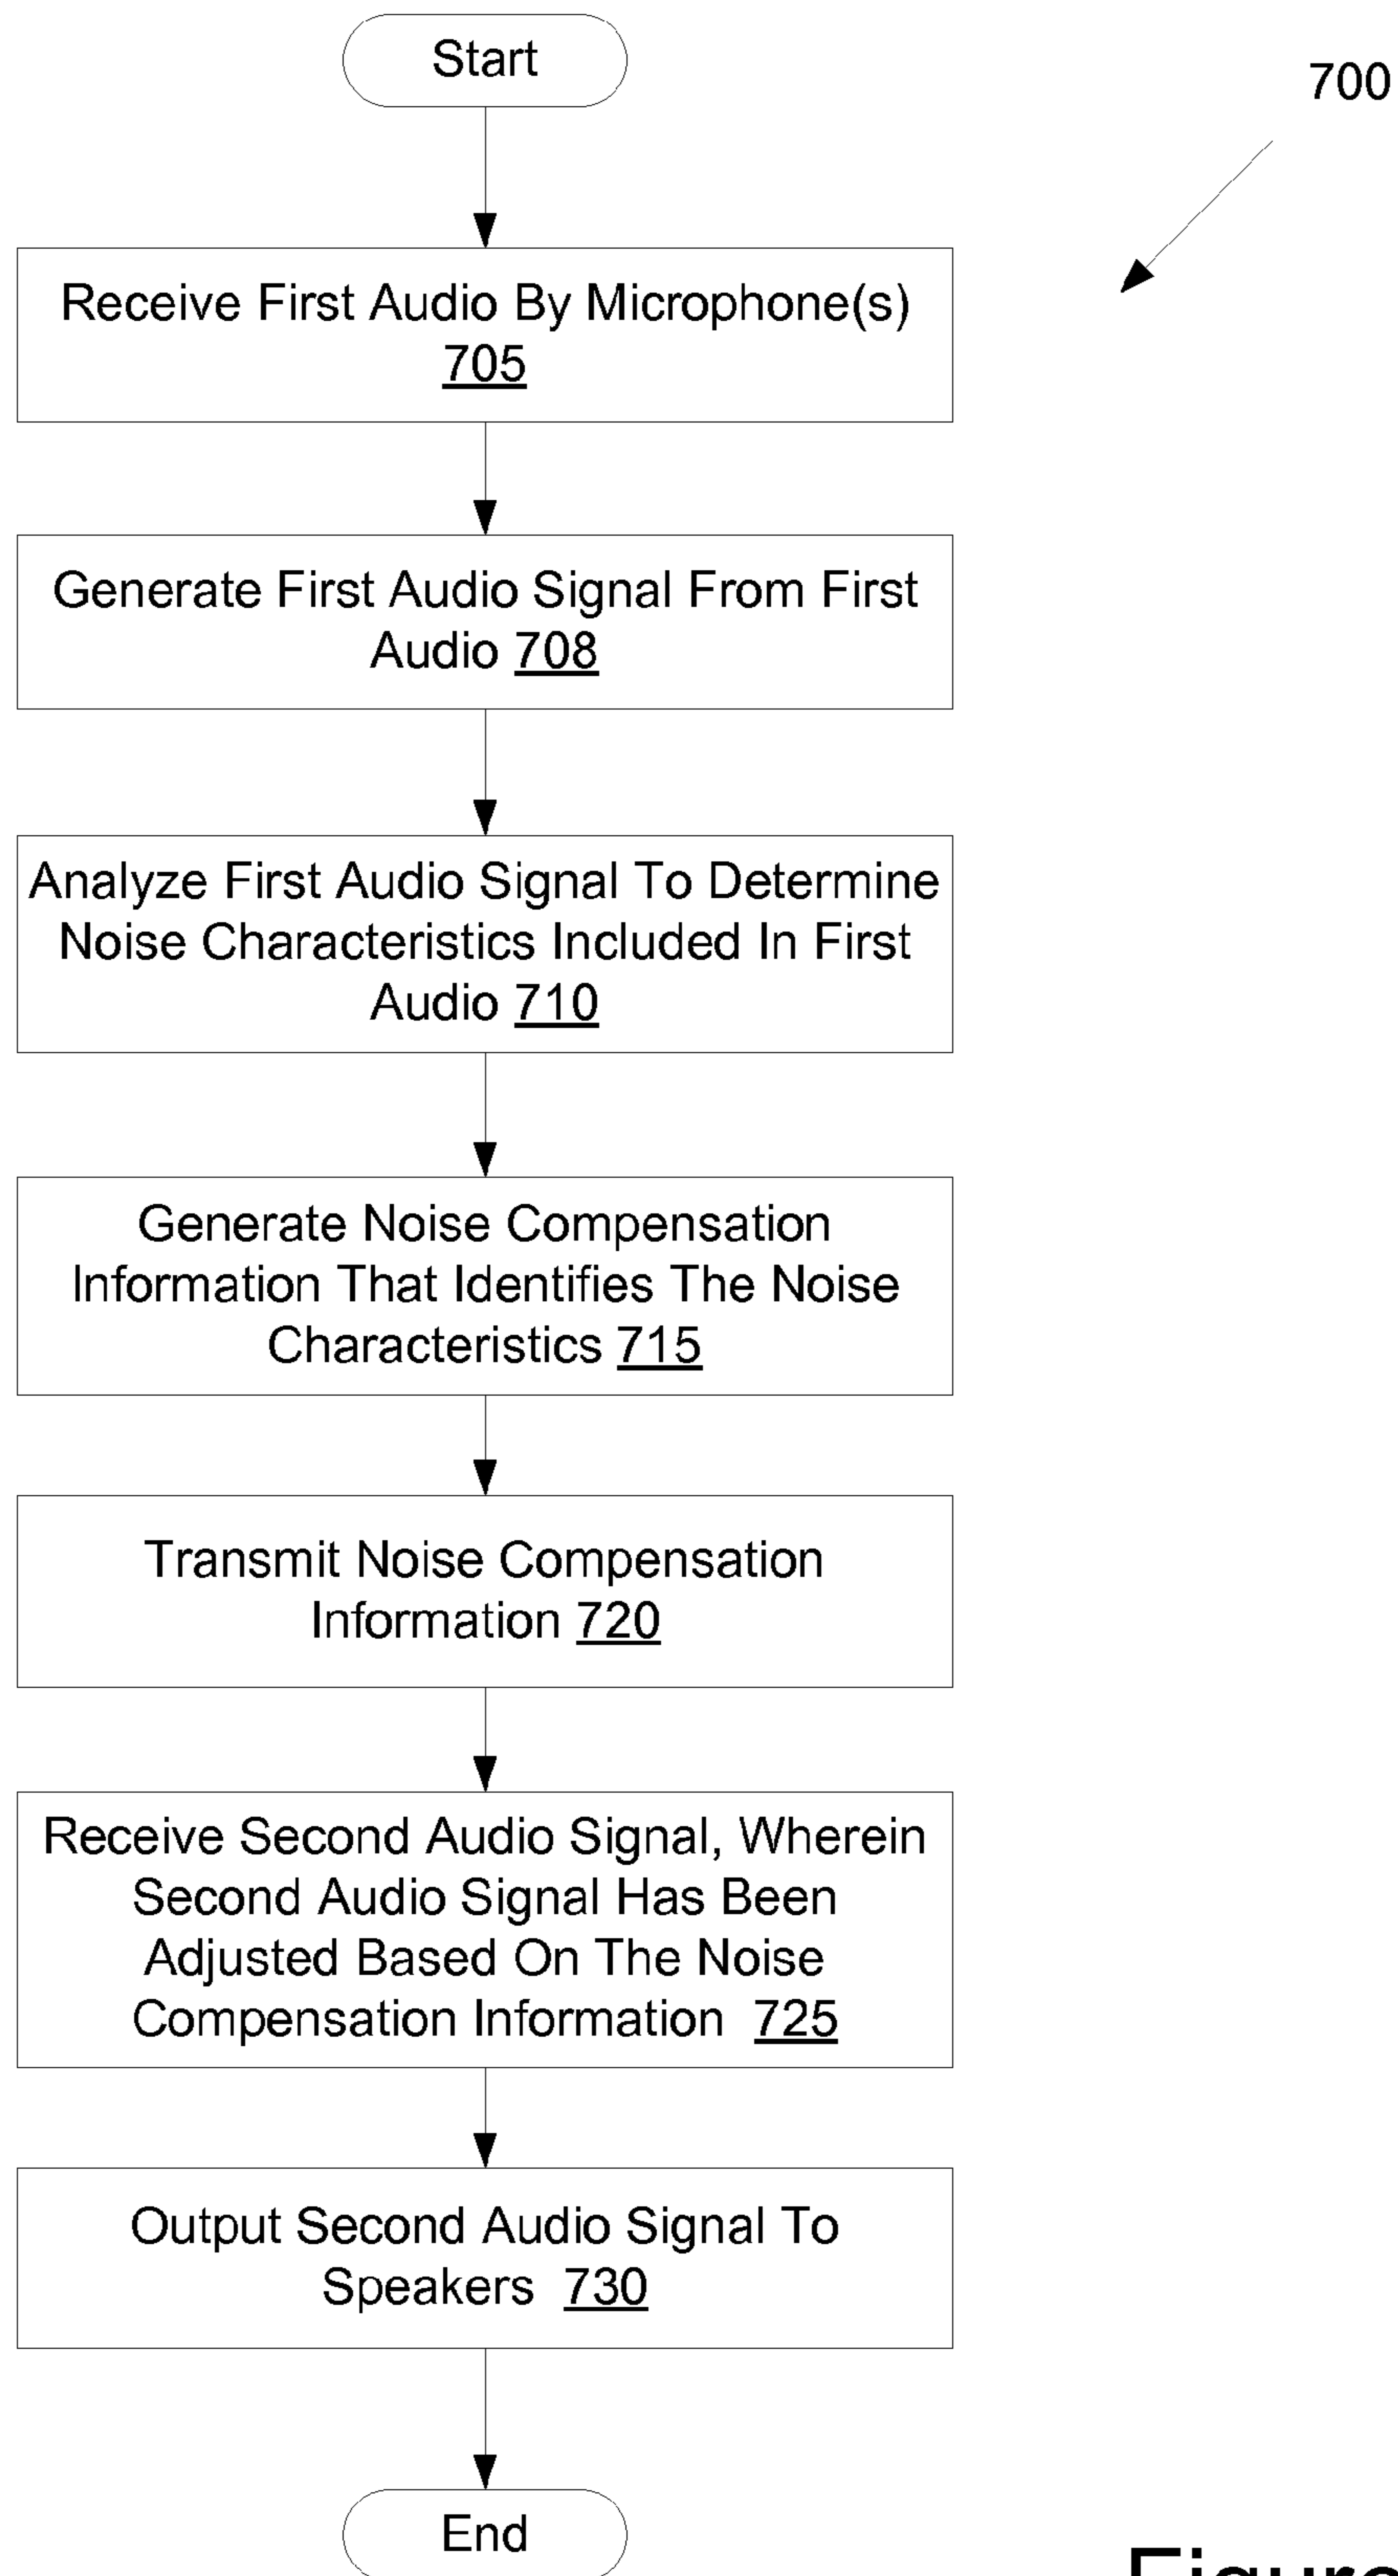 Start
700
Receive First Audio By Microphone(s)
705
Generate First Audio Signal From First
Audio 708
Analyze First Audio Signal To Determine
Noise Characteristics Included In First
Audio 710
Generate Noise Compensation
Information That Identifies The Noise
Characteristics 715
Transmit Noise Compensation
Information 720
Receive Second Audio Signal, Wherein
Second Audio Signal Has Been
Adjusted Based On The Noise
Compensation Information 725
Output Second Audio Signal To
Speakers 730
End
Figure